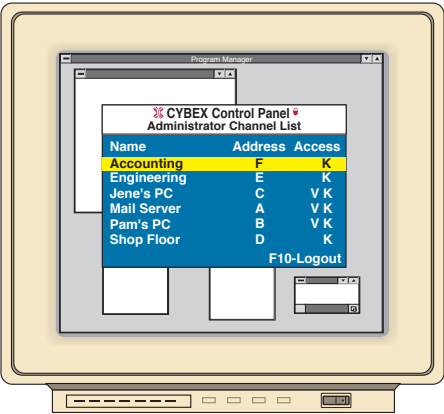 Program Manager
CYBEX Control Panel
Administrator Channel List
Name Address Access
Accounting F K
Engineering E K
Jene's PC C V K
Mail Server A V K
Pam's PC B V K
Shop Floor D K
F10-Logout